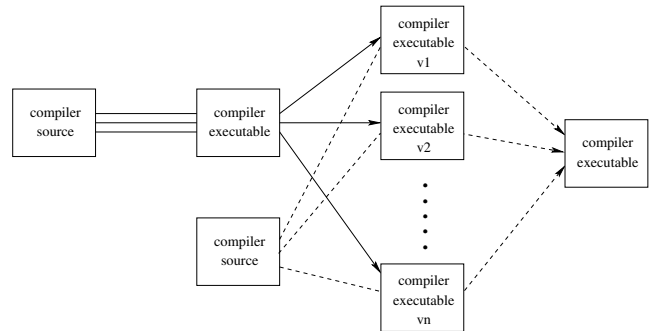 compiler
source
compiler
executable
compiler
executable
v1
compiler
executable
v2
compiler
source
compiler
executable
vn
compiler
executable